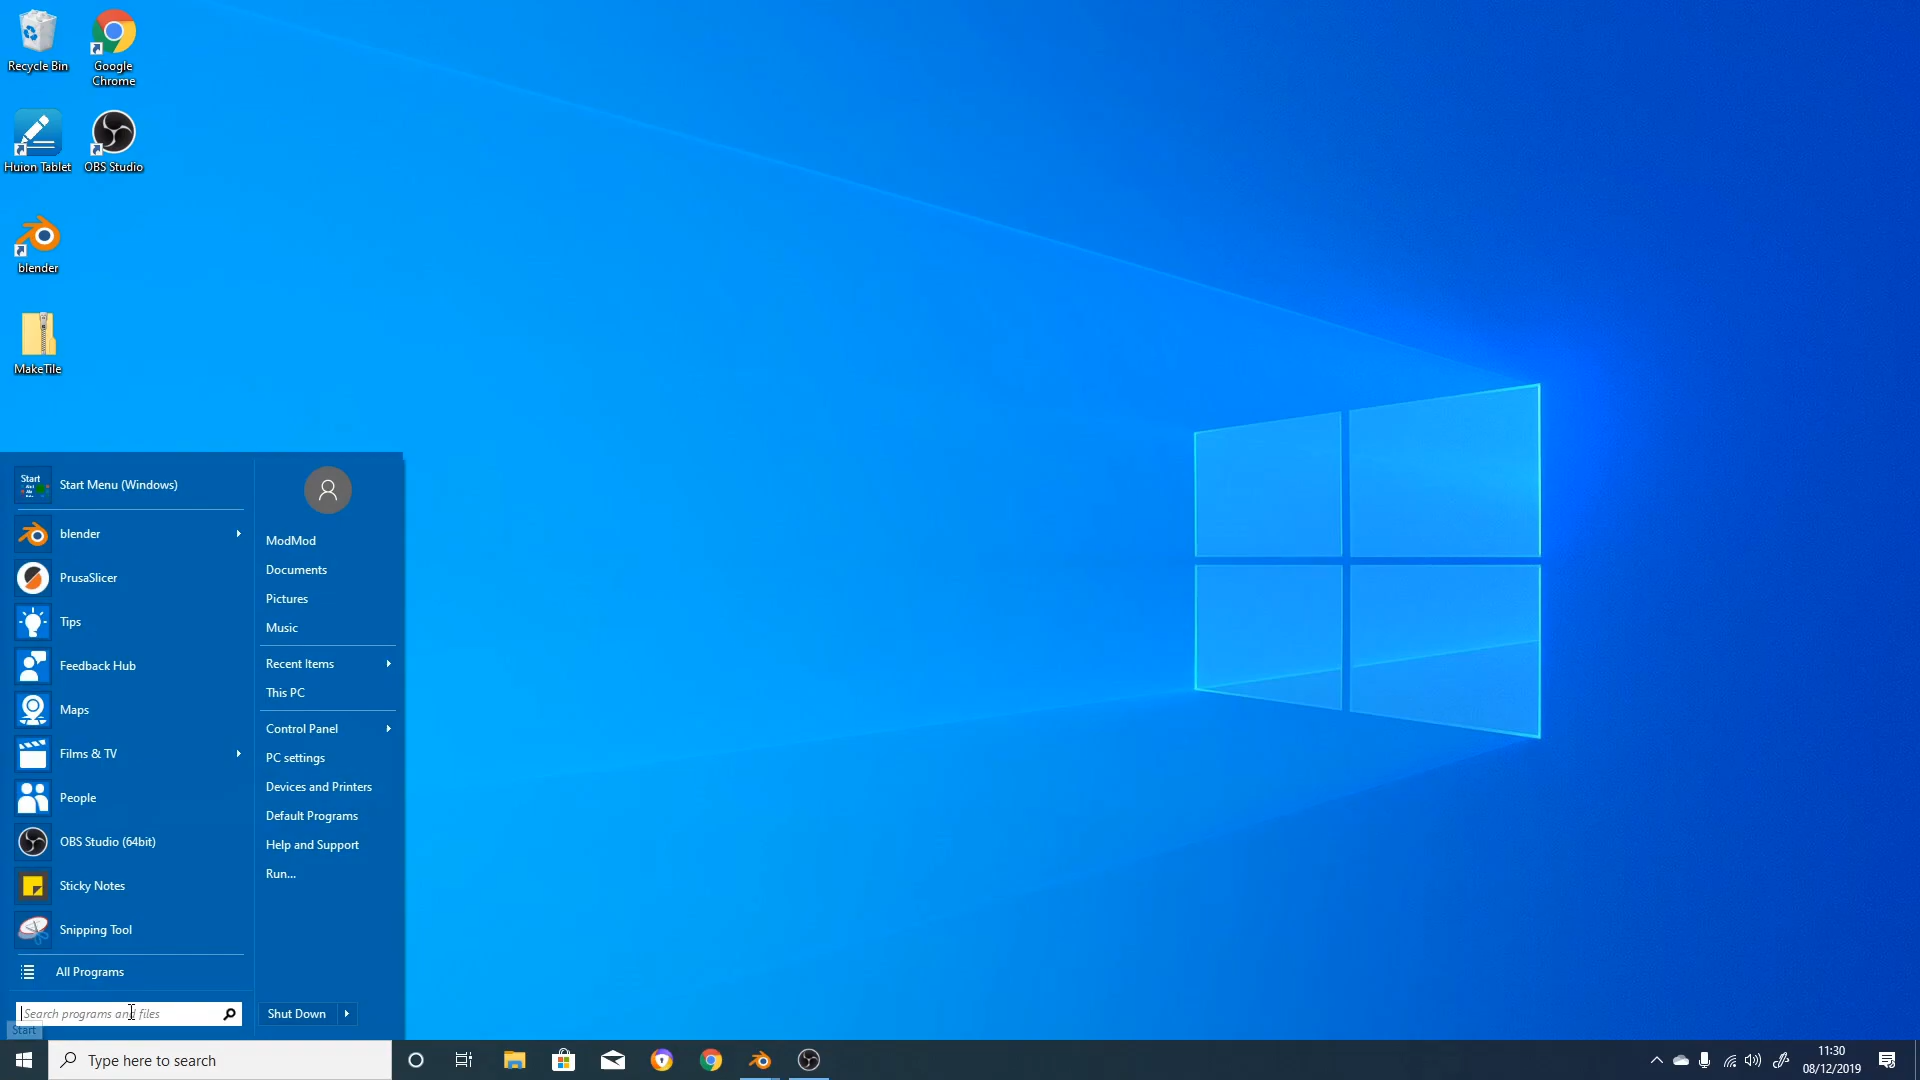 Recycle Bin
Google
Chrome
Huion Tablet
OBS Studio
blender
MakeTile
Start
Start Menu (Windows)
blender
PrusaSlicer
Tips
Feedback Hub
Maps
Films & TV
People
OBS Studio (64bit)
Sticky Notes
Snipping Tool
All Programs
Search programs and files
Start
ModMod
Documents
Pictures
Music
Recent Items
This PC
Control Panel
PC settings
Devices and Printers
Default Programs
Help and Support
Run...
Shut Down
Type here to search
11:30
08/12/2019